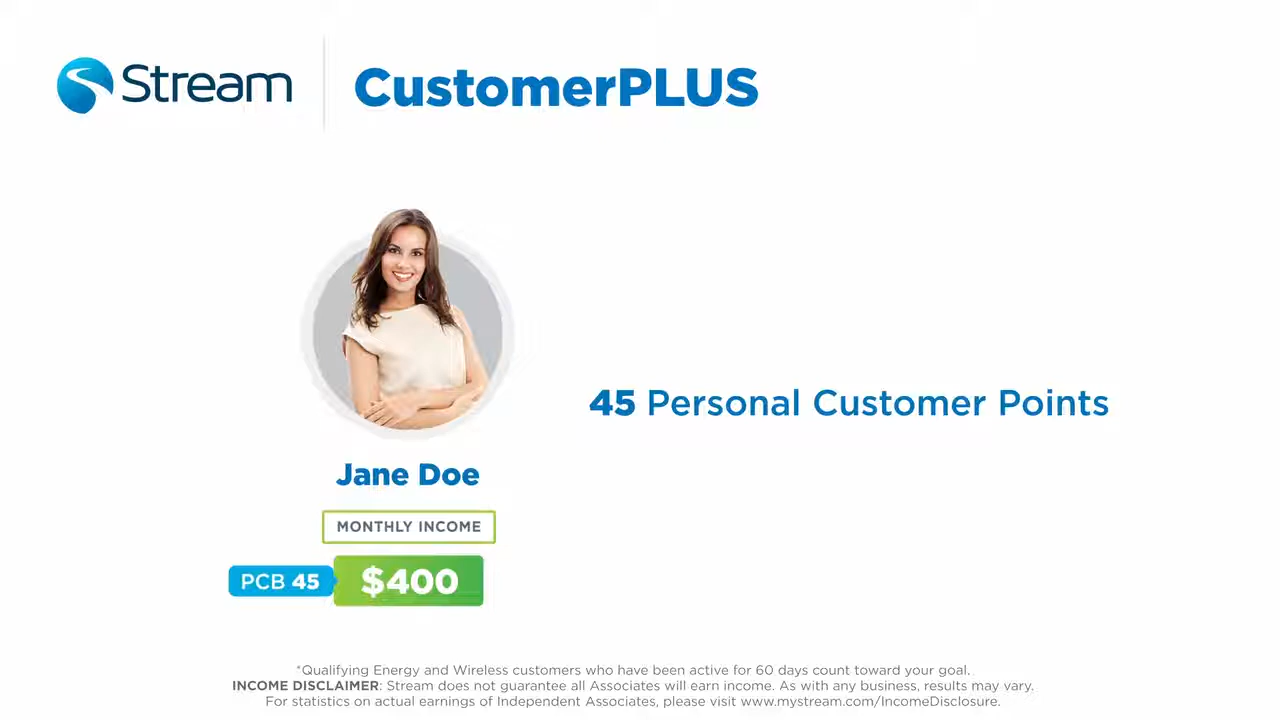 Stream
CustomerPLUS
45 Personal Customer Points
Jane Doe
MONTHLY INCOME
PCB 45
$400
*Qualifying Energy and Wireless customers who have been active for 60 days count toward your goal.
INCOME DISCLAIMER: Stream does not guarantee all Associates will earn income. As with any business, results may vary.
For statistics on actual earnings of Independent Associates, please visit www.mystream.com/IncomeDisclosure.